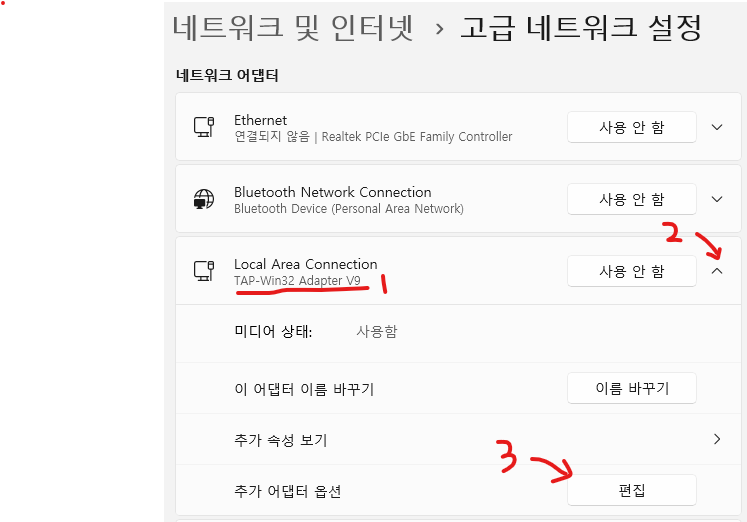 네트워크 및 인터넷 › 고급 네트워크 설정
네트워크 어댑터
Ethernet
연결되지 않음 | Realtek PCIe GbE Family Controller
사용 안 함
Bluetooth Network Connection
Bluetooth Device (Personal Area Network)
사용 안 함
2
Local Area Connection
TAP-Win32 Adapter V9
1
사용 안 함
미디어 상태: 사용함
이 어댑터 이름 바꾸기 이름 바꾸기
추가 속성 보기
3
추가 어댑터 옵션 편집